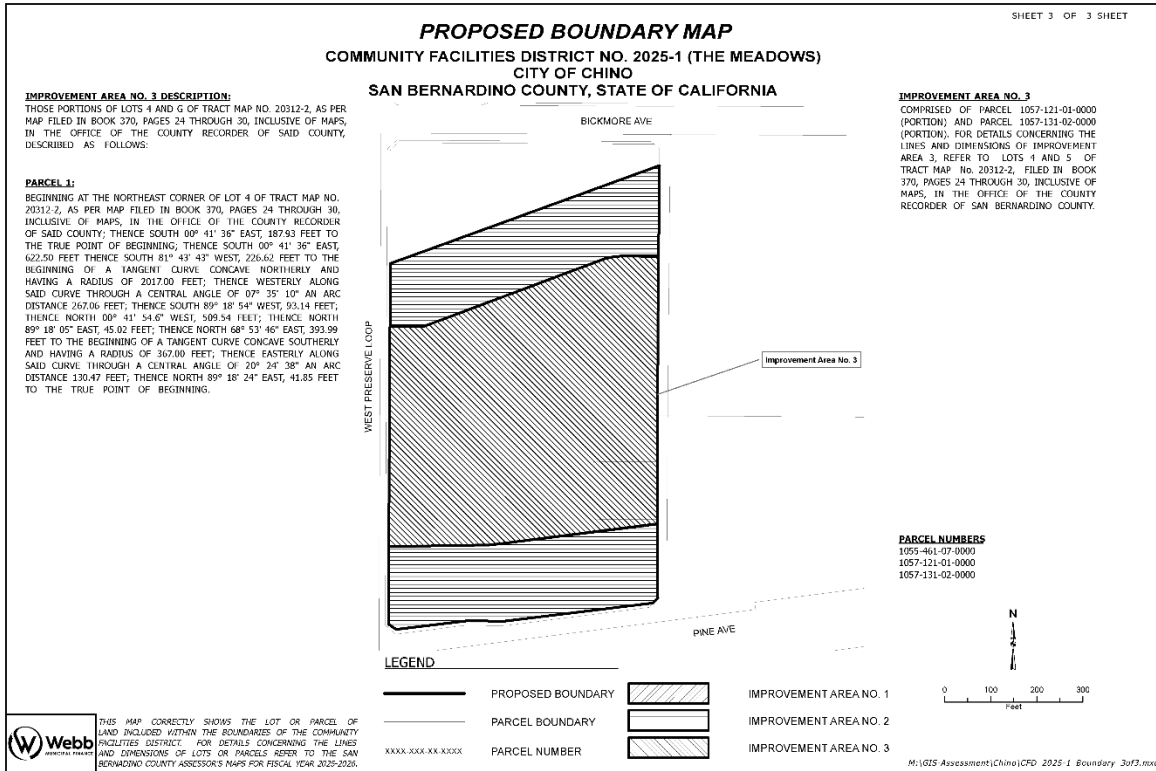 SHEET 3 OF 3 SHEET
PROPOSED BOUNDARY MAP
COMMUNITY FACILITIES DISTRICT NO. 2025-1 (THE MEADOWS)
CITY OF CHINO
SAN BERNARDINO COUNTY, STATE OF CALIFORNIA
IMPROVEMENT AREA NO. 3 DESCRIPTION:
THOSE PORTIONS OF LOTS 4 AND G OF TRACT MAP NO. 20312-2, AS PER
MAP FILED IN BOOK 370, PAGES 24 THROUGH 30, INCLUSIVE OF MAPS,
IN THE OFFICE OF THE COUNTY RECORDER OF SAID COUNTY,
DESCRIBED AS FOLLOWS:
PARCEL 1:
BEGINNING AT THE NORTHEAST CORNER OF LOT 4 OF TRACT MAP NO.
20312-2, AS PER MAP FILED IN BOOK 370, PAGES 24 THROUGH 30,
INCLUSIVE OF MAPS, IN THE OFFICE OF THE COUNTY RECORDER
OF SAID COUNTY; THENCE SOUTH 00° 41' 36" EAST, 187.93 FEET TO
THE TRUE POINT OF BEGINNING; THENCE SOUTH 00° 41' 36" EAST,
622.50 FEET THENCE SOUTH 81° 43' 43" WEST, 226.62 FEET TO THE
BEGINNING OF A TANGENT CURVE CONCAVE NORTHERLY AND
HAVING A RADIUS OF 2017.00 FEET; THENCE WESTERLY ALONG
SAID CURVE THROUGH A CENTRAL ANGLE OF 07° 35' 10" AN ARC
DISTANCE 267.06 FEET; THENCE SOUTH 89° 18' 54" WEST, 93.14 FEET;
THENCE NORTH 00° 41' 54.6" WEST, 509.54 FEET; THENCE NORTH
89° 18' 05" EAST, 45.02 FEET; THENCE NORTH 68° 53' 46" EAST, 393.99
FEET TO THE BEGINNING OF A TANGENT CURVE CONCAVE SOUTHERLY
AND HAVING A RADIUS OF 367.00 FEET; THENCE EASTERLY ALONG
SAID CURVE THROUGH A CENTRAL ANGLE OF 20° 24' 38" AN ARC
DISTANCE 130.47 FEET; THENCE NORTH 89° 18' 24" EAST, 41.85 FEET
TO THE TRUE POINT OF BEGINNING.
BICKMORE AVE
WEST PRESERVE LOOP
Improvement Area No. 3
PINE AVE
IMPROVEMENT AREA NO. 3
COMPRISED OF PARCEL 1057-121-01-0000
(PORTION) AND PARCEL 1057-131-02-0000
(PORTION). FOR DETAILS CONCERNING THE
LINES AND DIMENSIONS OF IMPROVEMENT
AREA 3, REFER TO LOTS 4 AND 5 OF
TRACT MAP No. 20312-2, FILED IN BOOK
370, PAGES 24 THROUGH 30, INCLUSIVE OF
MAPS, IN THE OFFICE OF THE COUNTY
RECORDER OF SAN BERNARDINO COUNTY.
PARCEL NUMBERS
1055-461-07-0000
1057-121-01-0000
1057-131-02-0000
N
0 100 200 300
Feet
LEGEND
PROPOSED BOUNDARY
PARCEL BOUNDARY
XXXX-XXX-XX-XXXX PARCEL NUMBER
IMPROVEMENT AREA NO. 1
IMPROVEMENT AREA NO. 2
IMPROVEMENT AREA NO. 3
W Webb
MUNICIPAL FINANCE
THIS MAP CORRECTLY SHOWS THE LOT OR PARCEL OF
LAND INCLUDED WITHIN THE BOUNDARIES OF THE COMMUNITY
FACILITIES DISTRICT. FOR DETAILS CONCERNING THE LINES
AND DIMENSIONS OF LOTS OR PARCELS REFER TO THE SAN
BERNADINO COUNTY ASSESSOR'S MAPS FOR FISCAL YEAR 2025-2026.
M:\GIS-Assessment\Chino\CFD 2025-1 Boundary 3of3.mxd